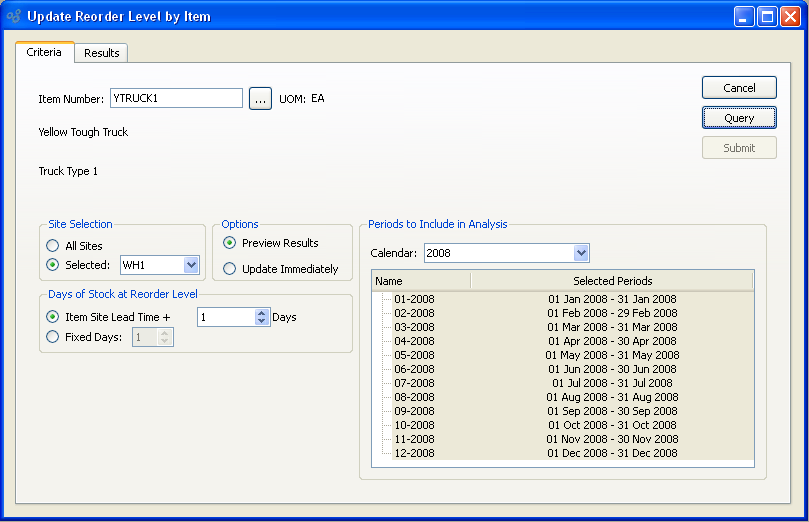 Update Reorder Level by Item
Criteria Results
Item Number: YTRUCK1 ... UOM: EA
Yellow Tough Truck
Truck Type 1
Cancel
Query
Submit
Site Selection
All Sites
Selected: WH1
Options
Preview Results
Update Immediately
Days of Stock at Reorder Level
Item Site Lead Time + 1 Days
Fixed Days: 1
Periods to Include in Analysis
Calendar: 2008
Name Selected Periods
01-2008 01 Jan 2008 - 31 Jan 2008
02-2008 01 Feb 2008 - 29 Feb 2008
03-2008 01 Mar 2008 - 31 Mar 2008
04-2008 01 Apr 2008 - 30 Apr 2008
05-2008 01 May 2008 - 31 May 2008
06-2008 01 Jun 2008 - 30 Jun 2008
07-2008 01 Jul 2008 - 31 Jul 2008
08-2008 01 Aug 2008 - 31 Aug 2008
09-2008 01 Sep 2008 - 30 Sep 2008
10-2008 01 Oct 2008 - 31 Oct 2008
11-2008 01 Nov 2008 - 30 Nov 2008
12-2008 01 Dec 2008 - 31 Dec 2008